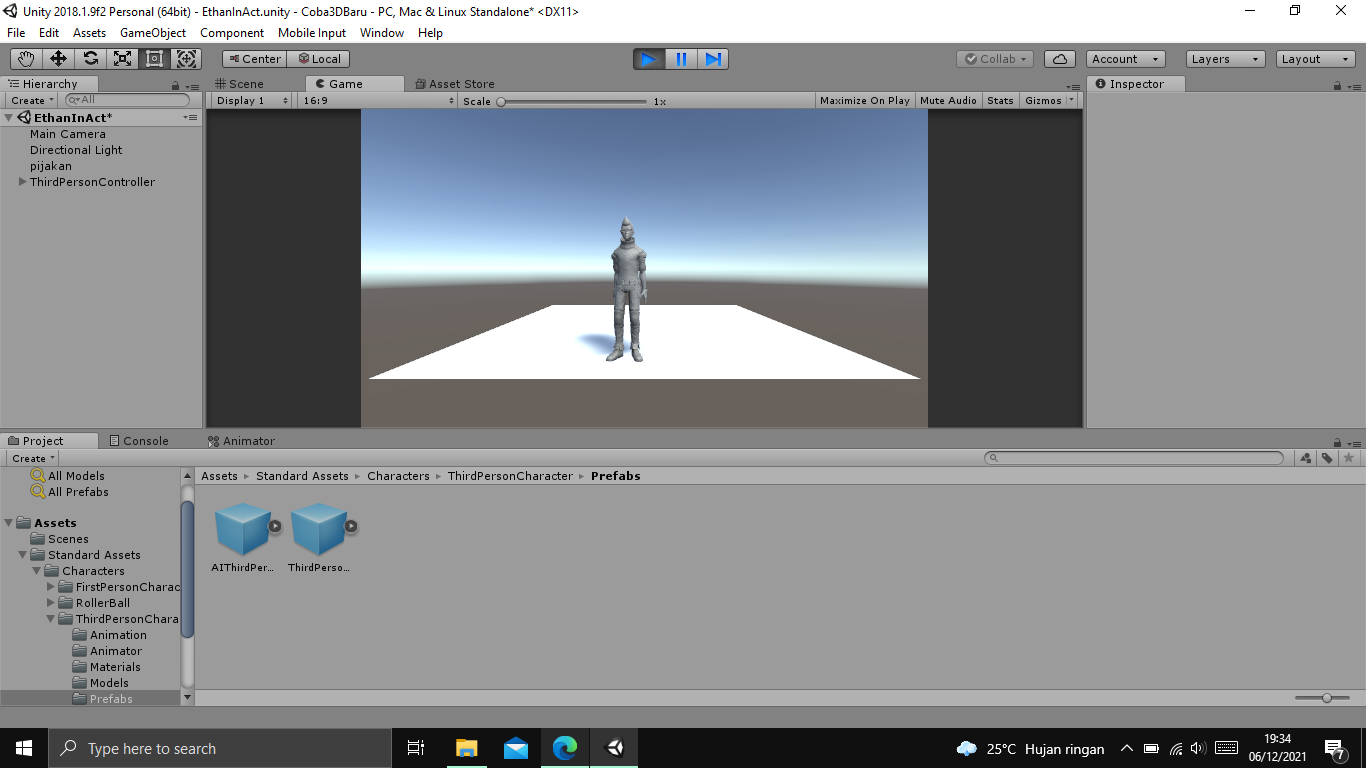 Unity 2018.1.9f2 Personal (64bit) - EthanInAct.unity - Coba3DBaru - PC, Mac & Linux Standalone* <DX11>
File Edit Assets GameObject Component Mobile Input Window Help
Center Local Collab Account Layers Layout
Hierarchy
Create All
EthanInAct*
Main Camera
Directional Light
pijakan
ThirdPersonController
Scene Game Asset Store
Display 1 16:9 Scale 1x Maximize On Play Mute Audio Stats Gizmos
Inspector
Project Console Animator
Create
All Models
All Prefabs
Assets
Scenes
Standard Assets
Characters
FirstPersonCharac
RollerBall
ThirdPersonChara
Animation
Animator
Materials
Models
Prefabs
Assets Standard Assets Characters ThirdPersonCharacter Prefabs
AIThirdPer... ThirdPerso...
Type here to search
25°C Hujan ringan
19:34
06/12/2021
7